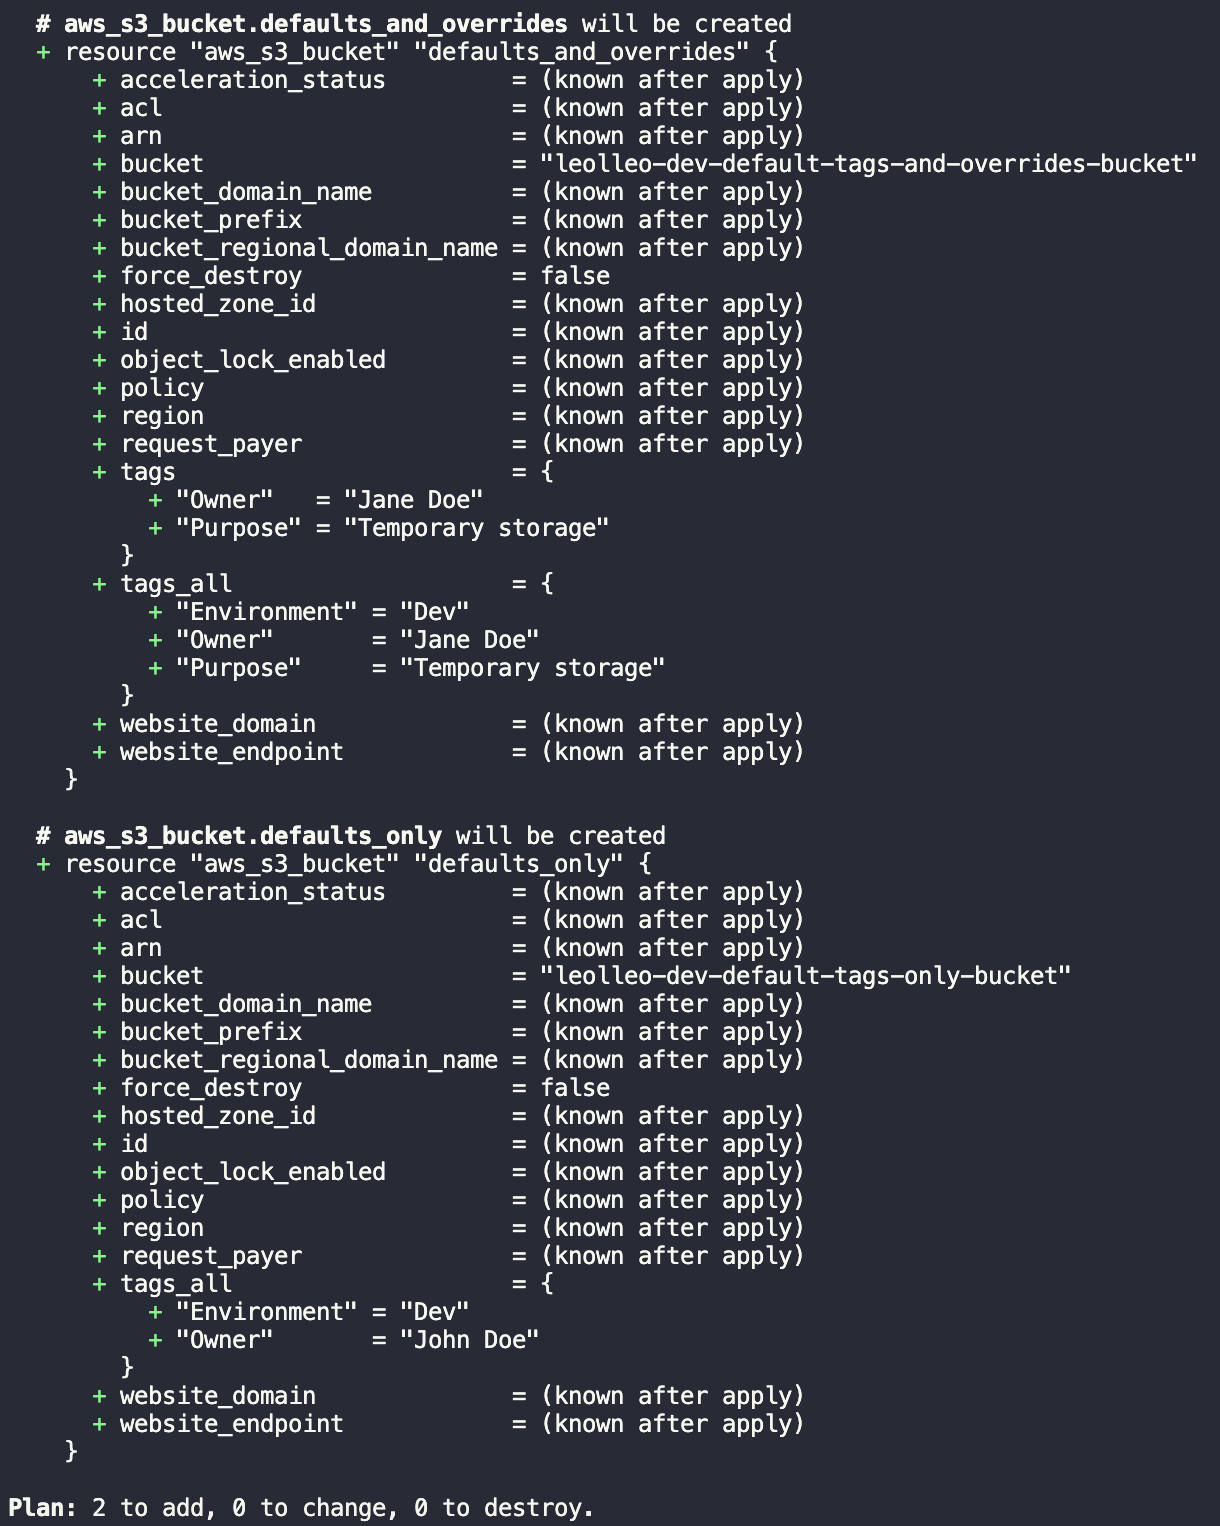 # aws_s3_bucket.defaults_and_overrides will be created
+ resource "aws_s3_bucket" "defaults_and_overrides" {
+ acceleration_status = (known after apply)
+ acl = (known after apply)
+ arn = (known after apply)
+ bucket = "leolleo-dev-default-tags-and-overrides-bucket"
+ bucket_domain_name = (known after apply)
+ bucket_prefix = (known after apply)
+ bucket_regional_domain_name = (known after apply)
+ force_destroy = false
+ hosted_zone_id = (known after apply)
+ id = (known after apply)
+ object_lock_enabled = (known after apply)
+ policy = (known after apply)
+ region = (known after apply)
+ request_payer = (known after apply)
+ tags = {
+ "Owner" = "Jane Doe"
+ "Purpose" = "Temporary storage"
}
+ tags_all = {
+ "Environment" = "Dev"
+ "Owner" = "Jane Doe"
+ "Purpose" = "Temporary storage"
}
+ website_domain = (known after apply)
+ website_endpoint = (known after apply)
}
# aws_s3_bucket.defaults_only will be created
+ resource "aws_s3_bucket" "defaults_only" {
+ acceleration_status = (known after apply)
+ acl = (known after apply)
+ arn = (known after apply)
+ bucket = "leolleo-dev-default-tags-only-bucket"
+ bucket_domain_name = (known after apply)
+ bucket_prefix = (known after apply)
+ bucket_regional_domain_name = (known after apply)
+ force_destroy = false
+ hosted_zone_id = (known after apply)
+ id = (known after apply)
+ object_lock_enabled = (known after apply)
+ policy = (known after apply)
+ region = (known after apply)
+ request_payer = (known after apply)
+ tags_all = {
+ "Environment" = "Dev"
+ "Owner" = "John Doe"
}
+ website_domain = (known after apply)
+ website_endpoint = (known after apply)
}
Plan: 2 to add, 0 to change, 0 to destroy.